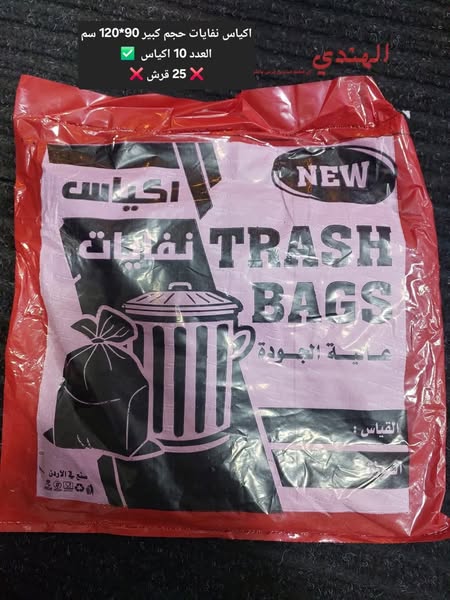 اكياس نفايات حجم كبير 90*120 سم
العدد 10 اكياس ✅
❌ 25 قرش ❌
الهندي
NEW
اكياس
نفايات
TRASH
BAGS
عالية الجودة
القياس :
صنع في الاردن